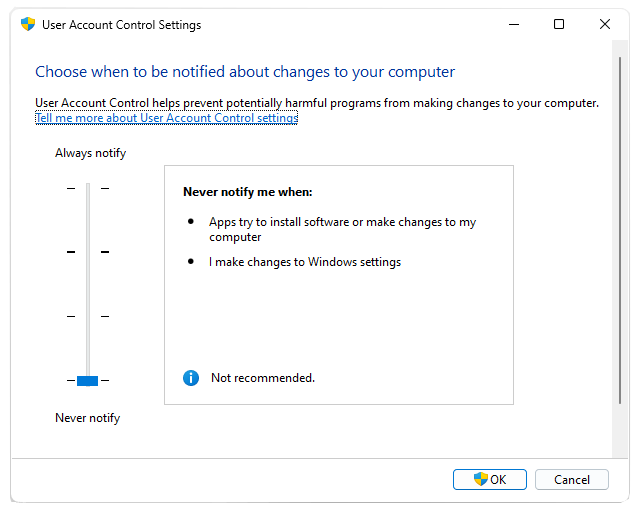 User Account Control Settings
Choose when to be notified about changes to your computer
User Account Control helps prevent potentially harmful programs from making changes to your computer.
Tell me more about User Account Control settings
Always notify
Never notify me when:
Apps try to install software or make changes to my
computer
I make changes to Windows settings
Not recommended.
Never notify
OK
Cancel